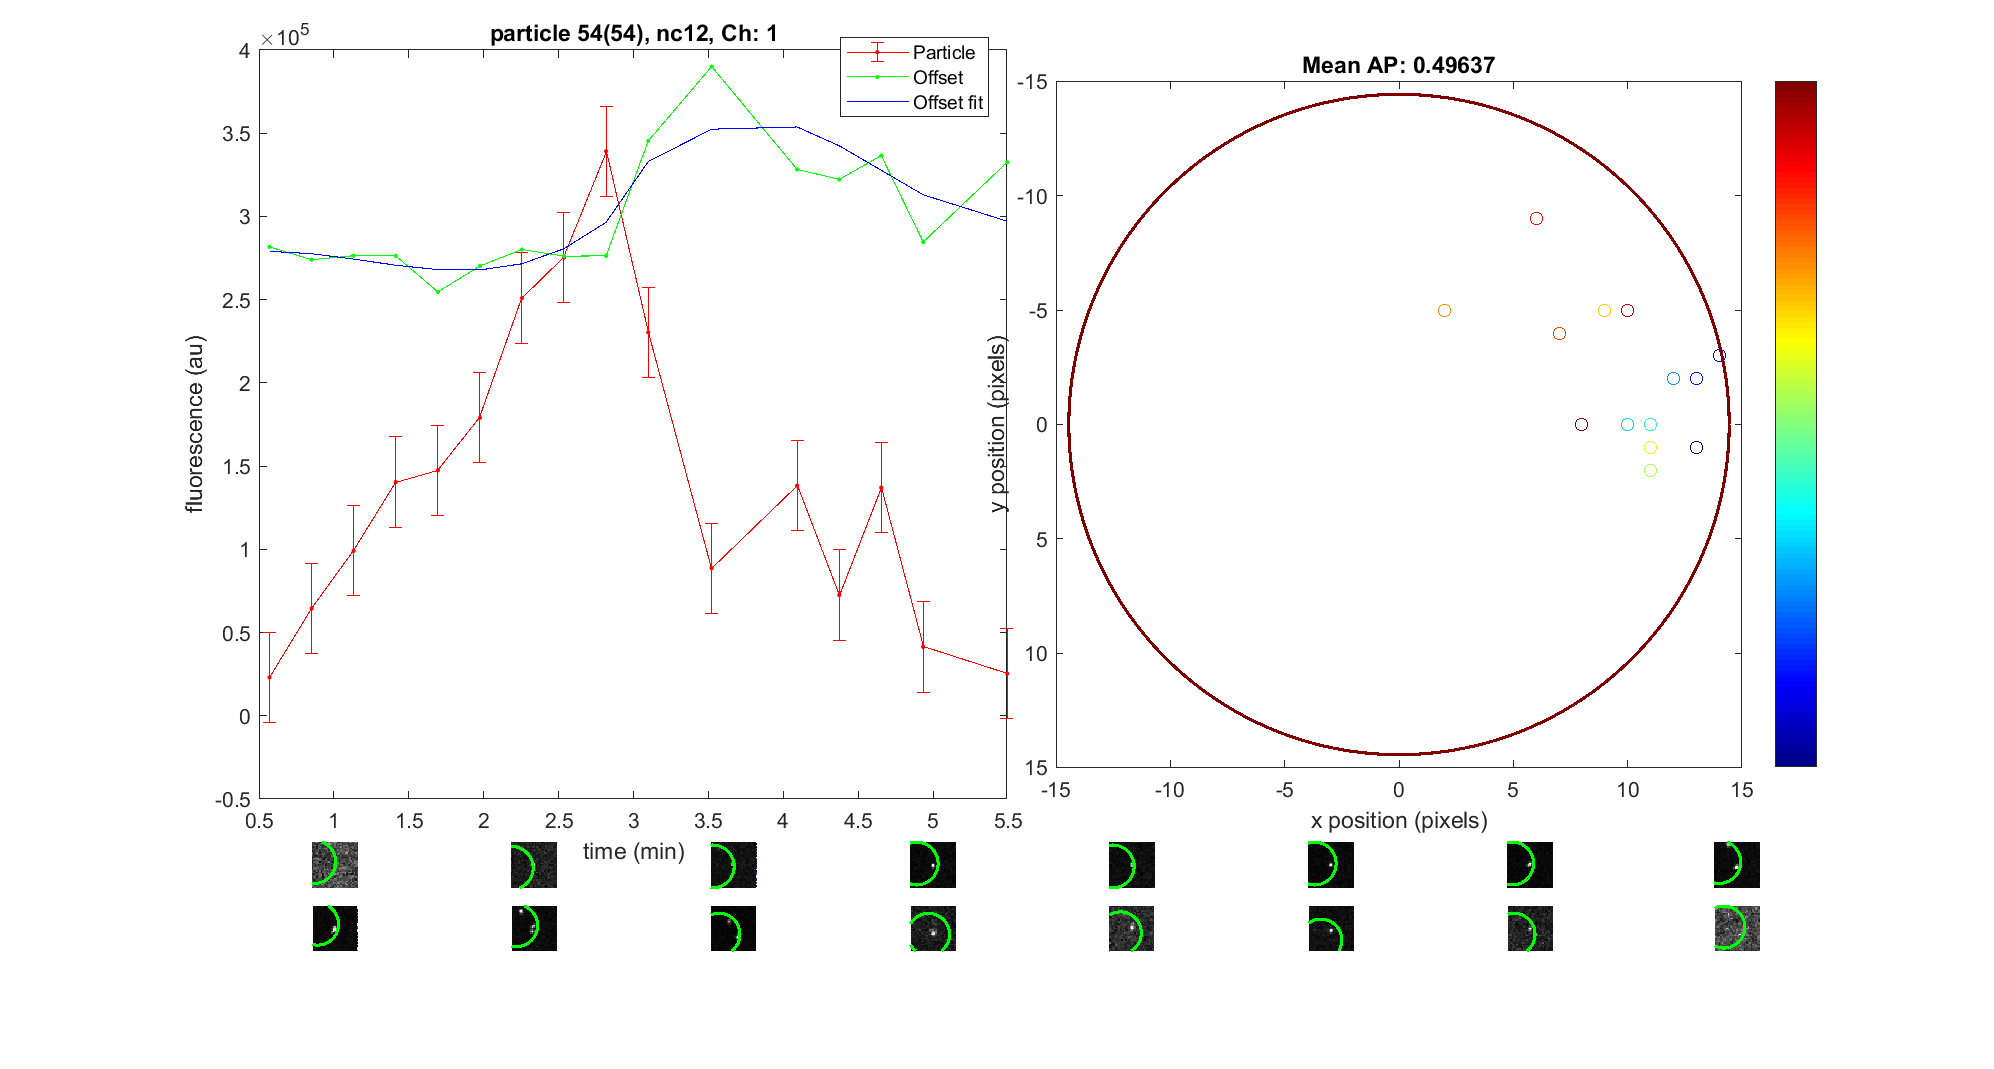 particle 54(54), nc12, Ch: 1
×10^5
Particle
Offset
Offset fit
4
3.5
3
2.5
2
1.5
1
0.5
0
-0.5
fluorescence (au)
0.5 1 1.5 2 2.5 3 3.5 4 4.5 5 5.5
time (min)
Mean AP: 0.49637
-15
-10
-5
0
5
10
15
y position (pixels)
-15 -10 -5 0 5 10 15
x position (pixels)